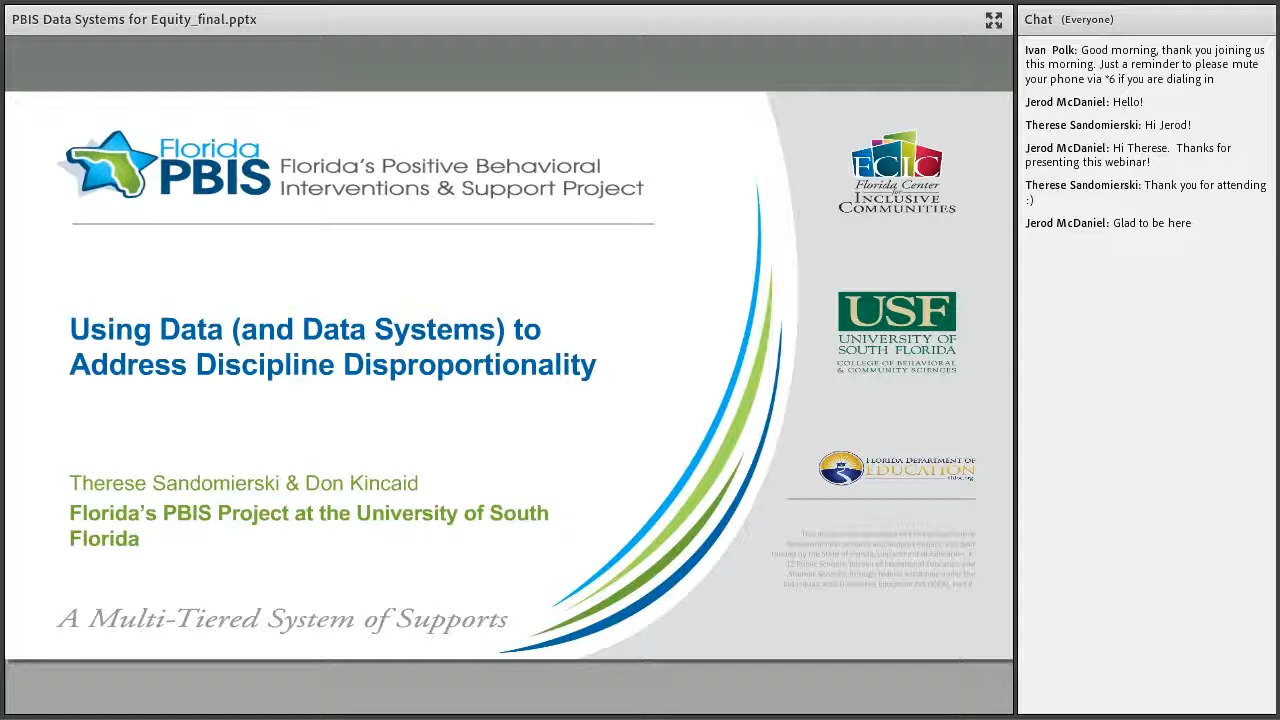 PBIS Data Systems for Equity_final.pptx
Florida
PBIS
Florida's Positive Behavioral
Interventions & Support Project
Using Data (and Data Systems) to
Address Discipline Disproportionality
Therese Sandomierski & Don Kincaid
Florida's PBIS Project at the University of South
Florida
A Multi-Tiered System of Supports
FCIC
Florida Center
for
INCLUSIVE
COMMUNITIES
USF
UNIVERSITY OF
SOUTH FLORIDA
COLLEGE OF BEHAVIORAL
& COMMUNITY SCIENCES
FLORIDA DEPARTMENT OF
EDUCATION
fldoe.org
Chat (Everyone)
Ivan Polk: Good morning, thank you joining us
this morning. Just a reminder to please mute
your phone via *6 if you are dialing in
Jerod McDaniel: Hello!
Therese Sandomierski: Hi Jerod!
Jerod McDaniel: Hi Therese. Thanks for
presenting this webinar!
Therese Sandomierski: Thank you for attending
:)
Jerod McDaniel: Glad to be here